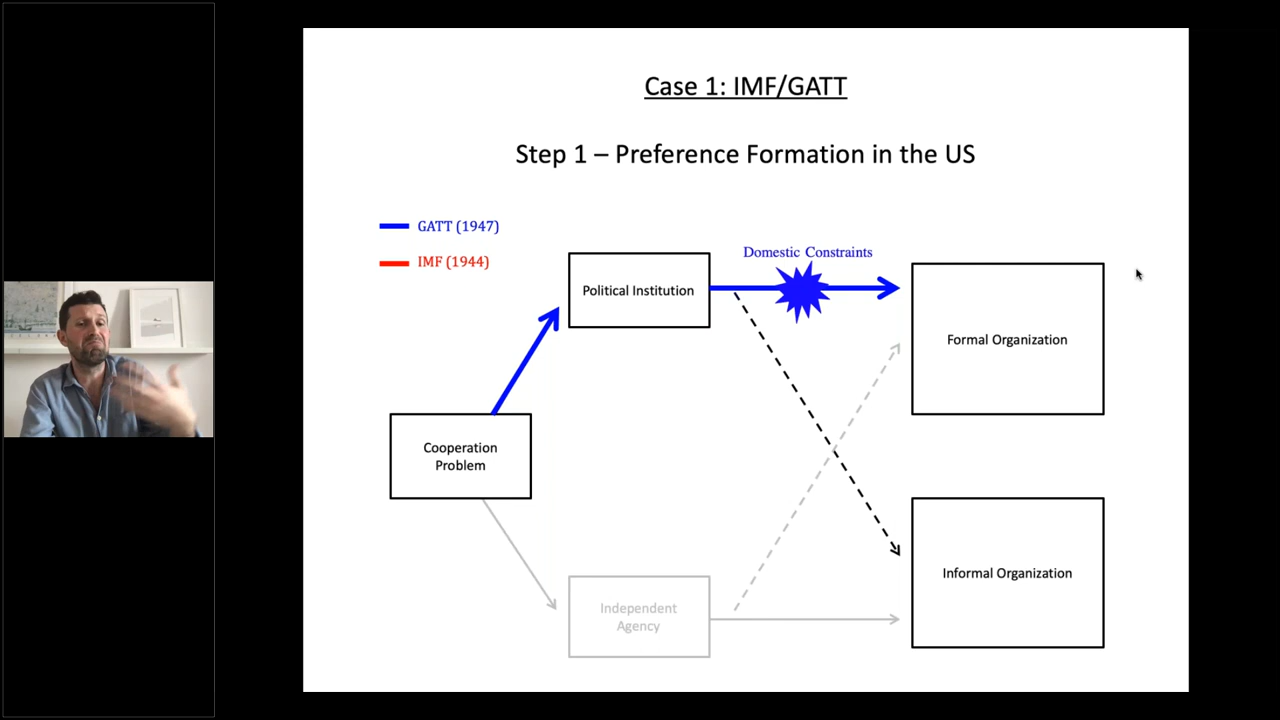 Case 1: IMF/GATT
Step 1 – Preference Formation in the US
GATT (1947)
IMF (1944)
Domestic Constraints
Political Institution
Formal Organization
Cooperation
Problem
Informal Organization
Independent
Agency